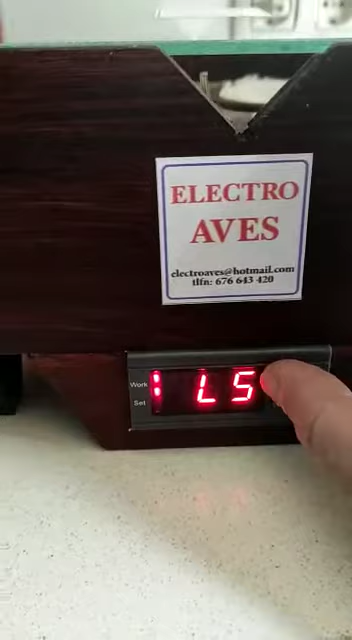 ELECTRO
AVES
electroaves@hotmail.com
tlfn: 676 643 420
Work
Set
LS